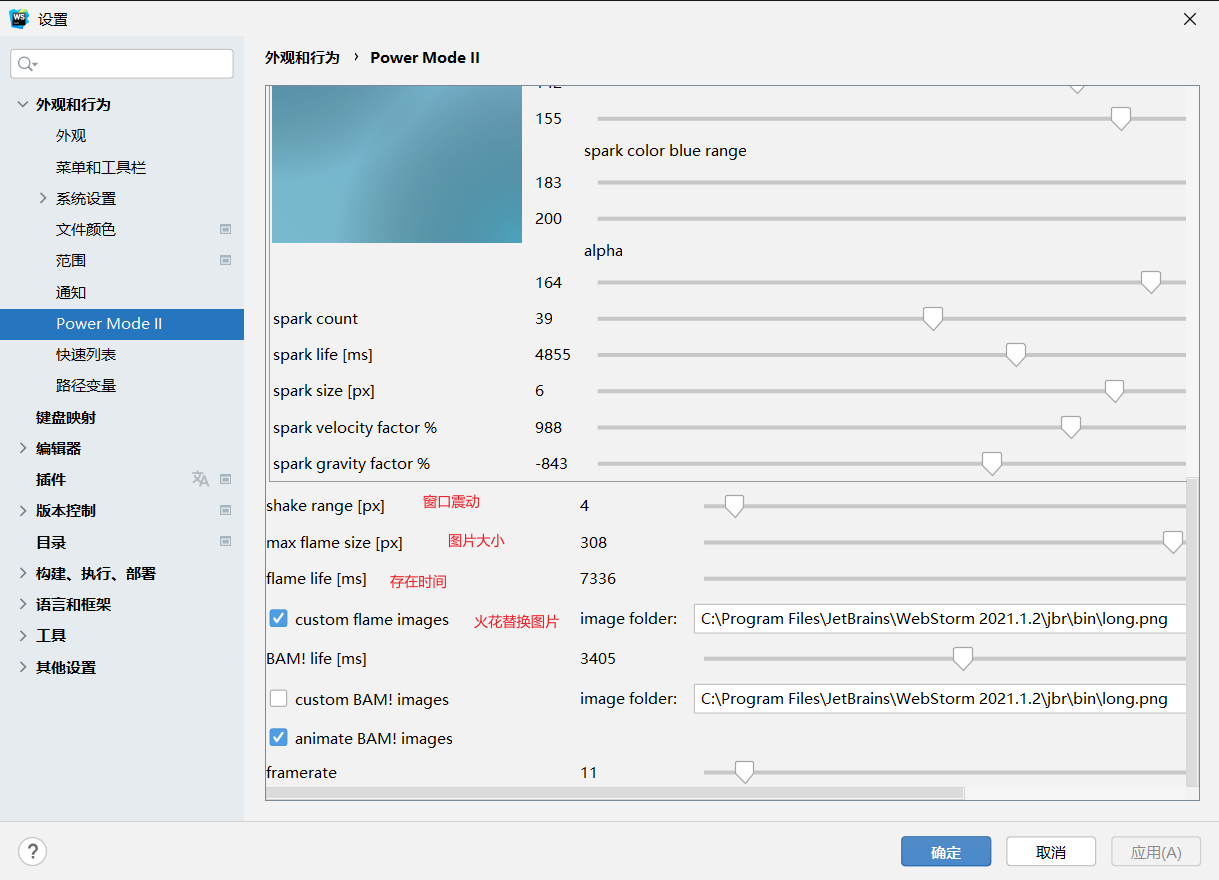 WS 设置
外观和行为 › Power Mode II
外观和行为
外观
菜单和工具栏
系统设置
文件颜色
范围
通知
Power Mode II
快速列表
路径变量
键盘映射
编辑器
插件
版本控制
目录
构建、执行、部署
语言和框架
工具
其他设置
142
155
spark color blue range
183
200
alpha
164
spark count 39
spark life [ms] 4855
spark size [px] 6
spark velocity factor % 988
spark gravity factor % -843
shake range [px] 窗口震动 4
max flame size [px] 图片大小 308
flame life [ms] 存在时间 7336
custom flame images 火花替换图片 image folder: C:\Program Files\JetBrains\WebStorm 2021.1.2\jbr\bin\long.png
BAM! life [ms] 3405
custom BAM! images image folder: C:\Program Files\JetBrains\WebStorm 2021.1.2\jbr\bin\long.png
animate BAM! images
framerate 11
? 确定 取消 应用(A)